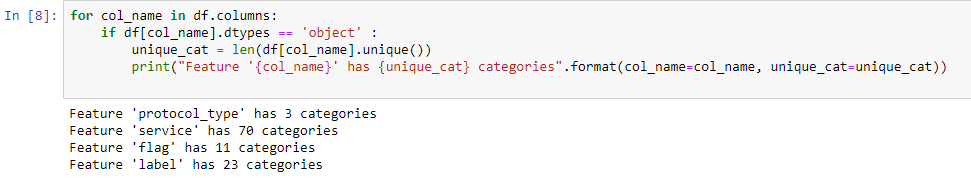 In [8]: for col_name in df.columns:
    if df[col_name].dtypes == 'object' :
        unique_cat = len(df[col_name].unique())
        print("Feature '{col_name}' has {unique_cat} categories".format(col_name=col_name, unique_cat=unique_cat))
Feature 'protocol_type' has 3 categories
Feature 'service' has 70 categories
Feature 'flag' has 11 categories
Feature 'label' has 23 categories